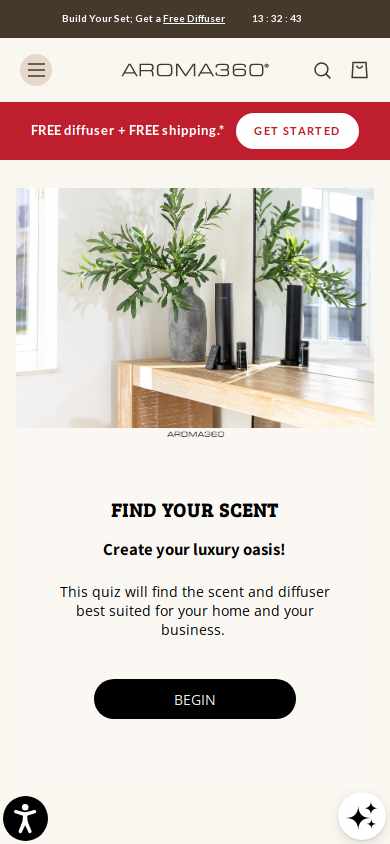 Build Your Set; Get a Free Diffuser 13 : 32 : 43
AROMA360®
FREE diffuser + FREE shipping.* GET STARTED
AROMA360
FIND YOUR SCENT
Create your luxury oasis!
This quiz will find the scent and diffuser
best suited for your home and your
business.
BEGIN